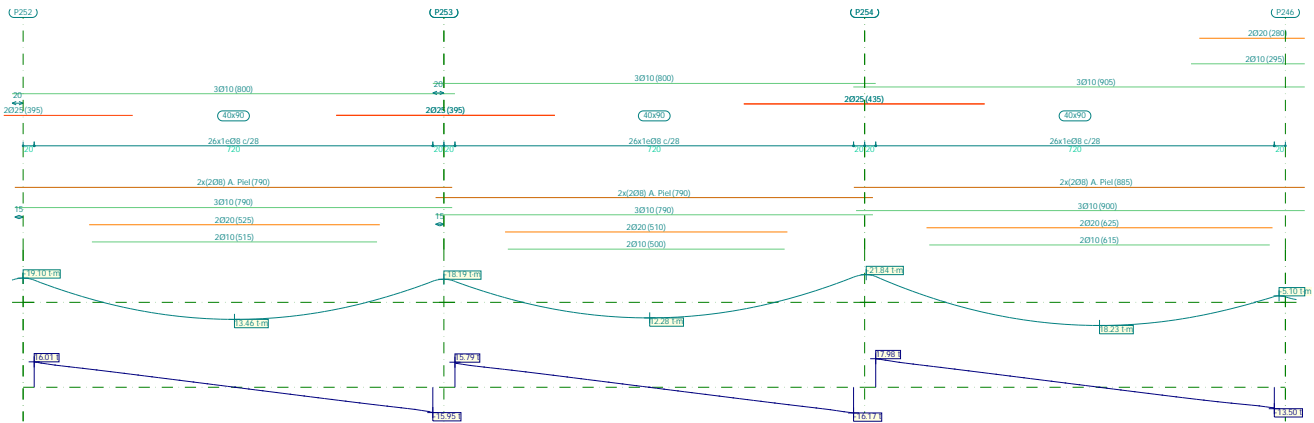 P252 P253 P254 P246
2Ø20 (280)
2Ø10 (295)
3Ø10 (800)
20
3Ø10 (905)
3Ø10 (800)
20
2Ø25 (435)
2Ø25 (395) 40x90 2Ø25 (395) 40x90 40x90
26x1eØ8 c/28 26x1eØ8 c/28 26x1eØ8 c/28
20 720 20 20 720 20 20 720 20
2x(2Ø8) A. Piel (790) 2x(2Ø8) A. Piel (885)
2x(2Ø8) A. Piel (790)
3Ø10 (790) 3Ø10 (790) 3Ø10 (900)
15 15
2Ø20 (525) 2Ø20 (510) 2Ø20 (625)
2Ø10 (515) 2Ø10 (500) 2Ø10 (615)
-19.10 t·m -18.19 t·m -21.84 t·m -5.10 t·m
13.46 t·m 12.28 t·m 18.23 t·m
16.01 t 15.79 t 17.98 t
-15.95 t -16.17 t -13.50 t